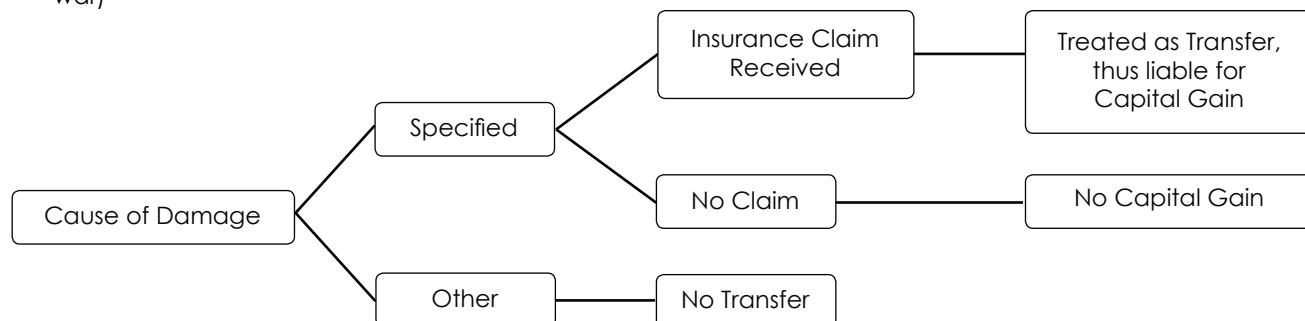 war)
Insurance Claim
Received
Treated as Transfer,
thus liable for
Capital Gain
Specified
No Claim
No Capital Gain
Cause of Damage
Other
No Transfer